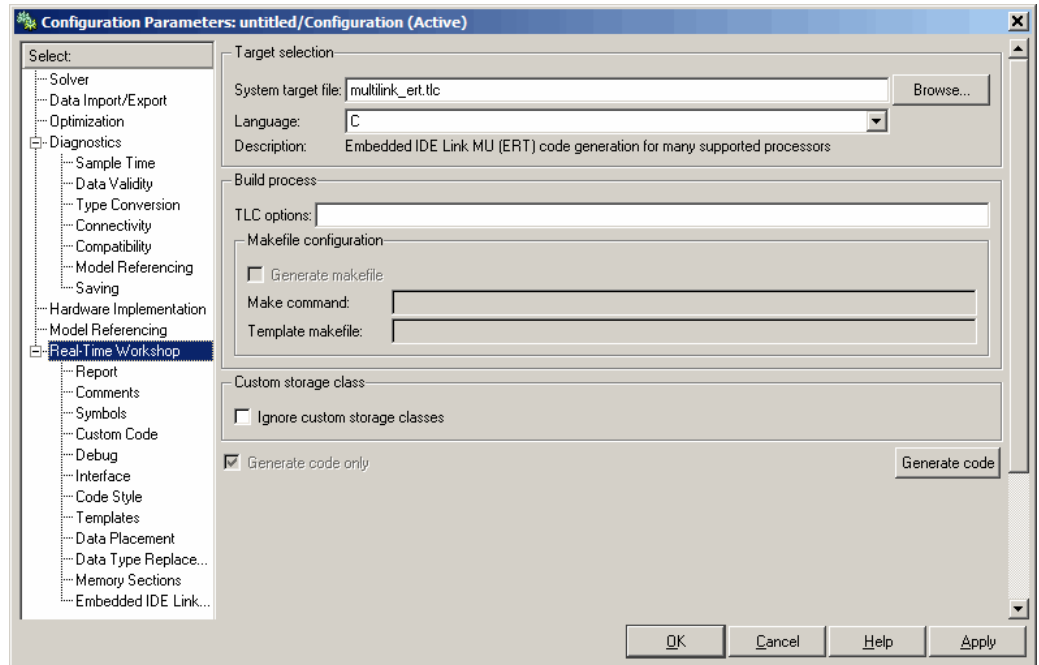 Configuration Parameters: untitled/Configuration (Active)
Select:
Solver
Data Import/Export
Optimization
Diagnostics
Sample Time
Data Validity
Type Conversion
Connectivity
Compatibility
Model Referencing
Saving
Hardware Implementation
Model Referencing
Real-Time Workshop
Report
Comments
Symbols
Custom Code
Debug
Interface
Code Style
Templates
Data Placement
Data Type Replace...
Memory Sections
Embedded IDE Link...
Target selection
System target file: multilink_ert.tlc Browse...
Language: C
Description: Embedded IDE Link MU (ERT) code generation for many supported processors
Build process
TLC options:
Makefile configuration
Generate makefile
Make command:
Template makefile:
Custom storage class
Ignore custom storage classes
Generate code only Generate code
OK Cancel Help Apply